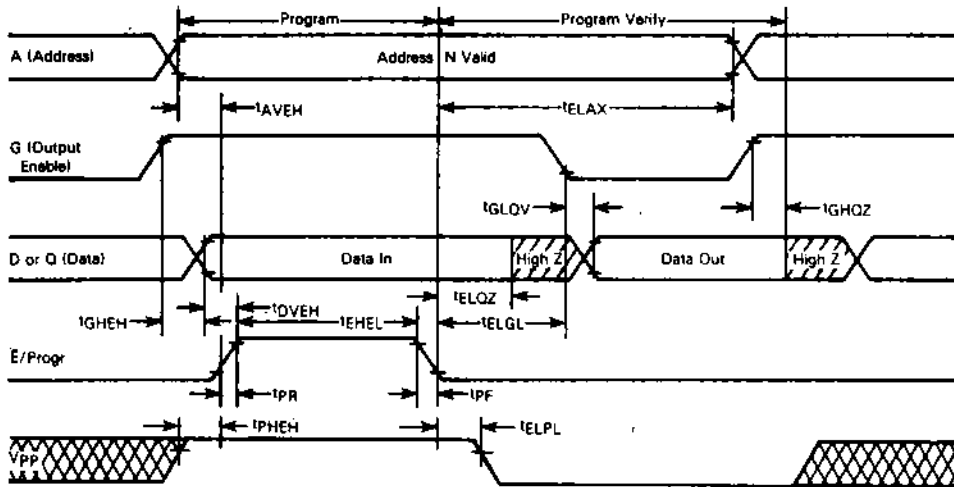 Program
Program Verify
A (Address)
Address N Valid
tAVEH
tELAX
G (Output
Enable)
tGLQV
tGHQZ
D or Q (Data)
Data In
High Z
Data Out
High Z
tELQZ
tDVEH
tGHEH
tEHEL
tELGL
E/Progr
tPR
tPF
tPHEH
tELPL
VPP